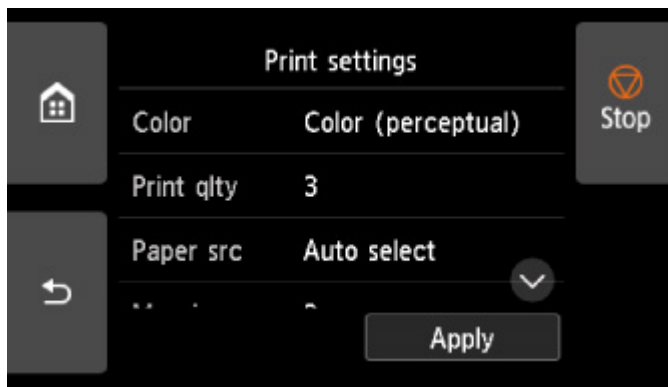 Print settings
Stop
Color Color (perceptual)
Print qlty 3
Paper src Auto select
Apply